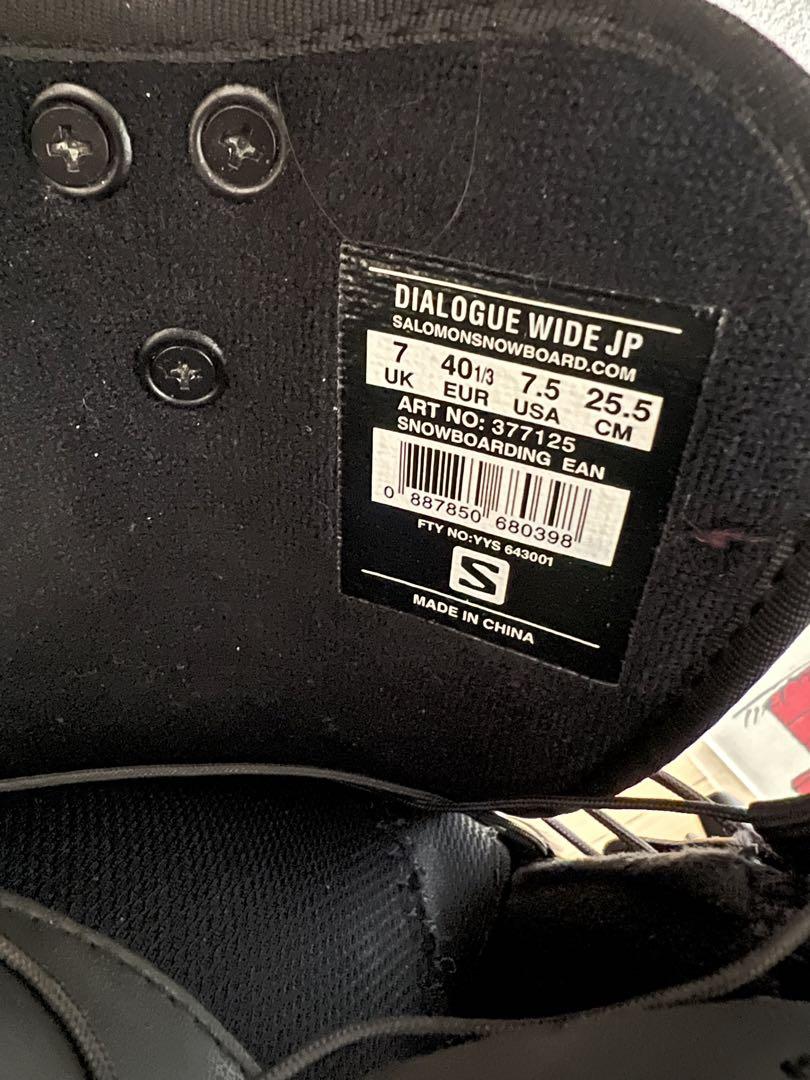 DIALOGUE WIDE JP
SALOMONSNOWBOARD.COM
7 40 1/3 7.5 25.5
UK EUR USA CM
ART NO: 377125
SNOWBOARDING EAN
0 887850 680398
FTY NO:YYS 643001
S
MADE IN CHINA